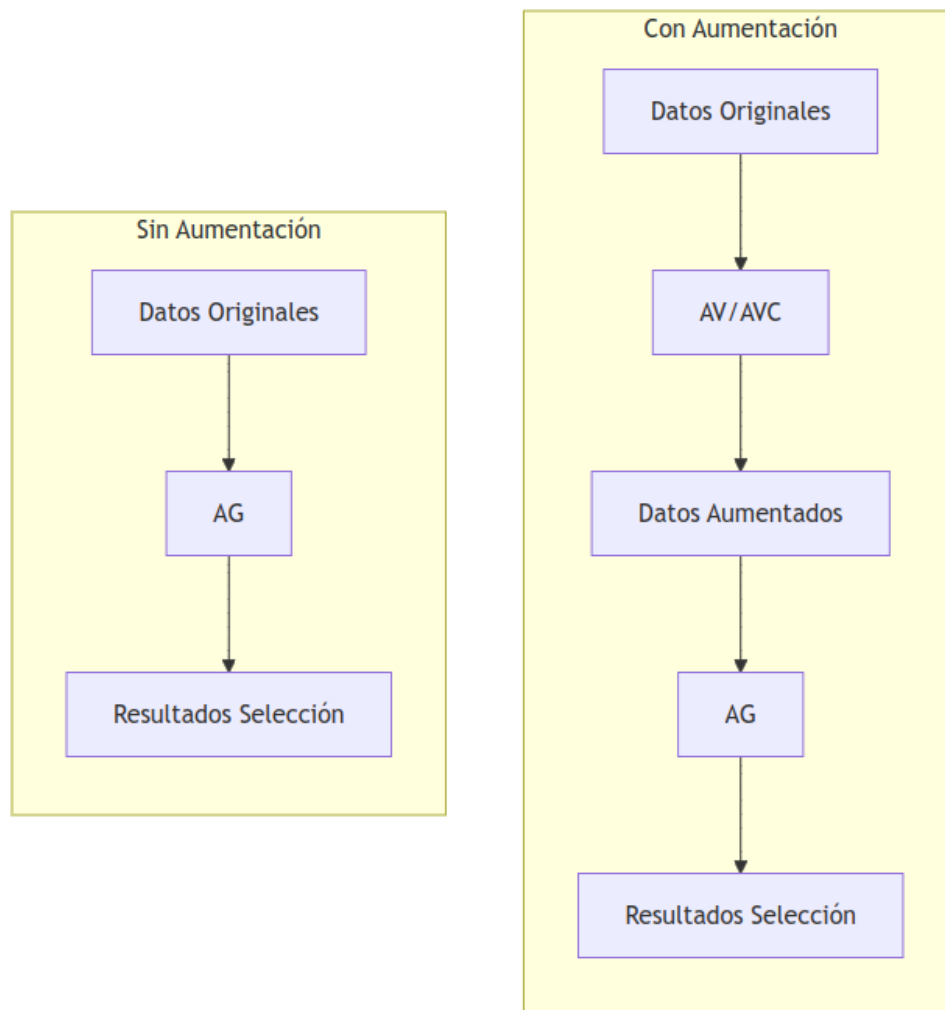 Sin Aumentación
Datos Originales
AG
Resultados Selección
Con Aumentación
Datos Originales
AV/AVC
Datos Aumentados
AG
Resultados Selección